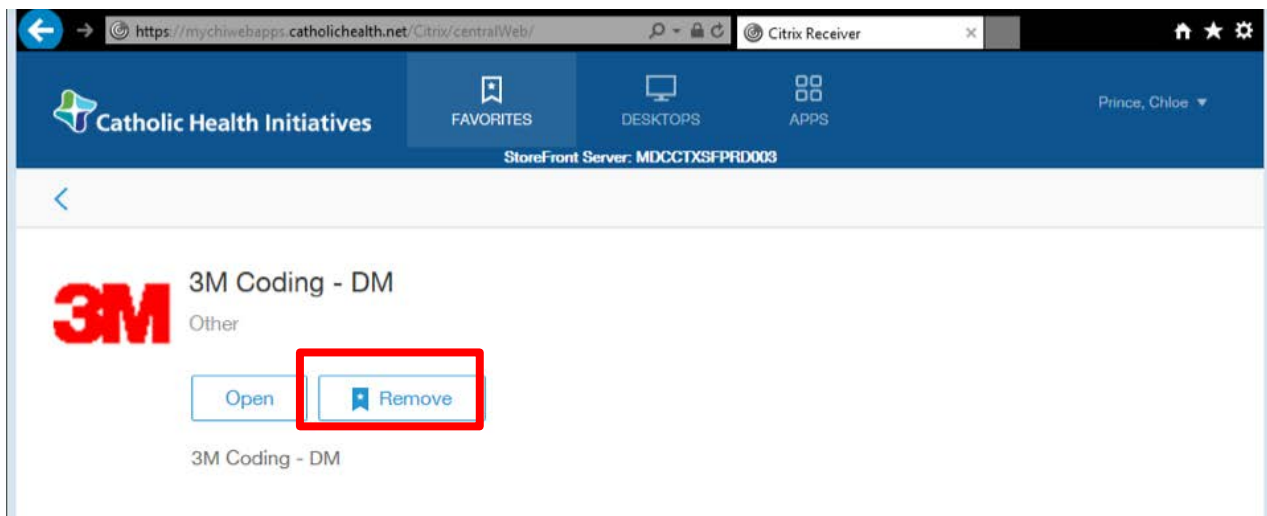 https://mychiwebapps.catholichealth.net/Citrix/centralWeb/
Citrix Receiver
Catholic Health Initiatives
FAVORITES
DESKTOPS
APPS
Prince, Chloe
StoreFront Server: MDCCTXSFPRD003
3M
3M Coding - DM
Other
Open
Remove
3M Coding - DM